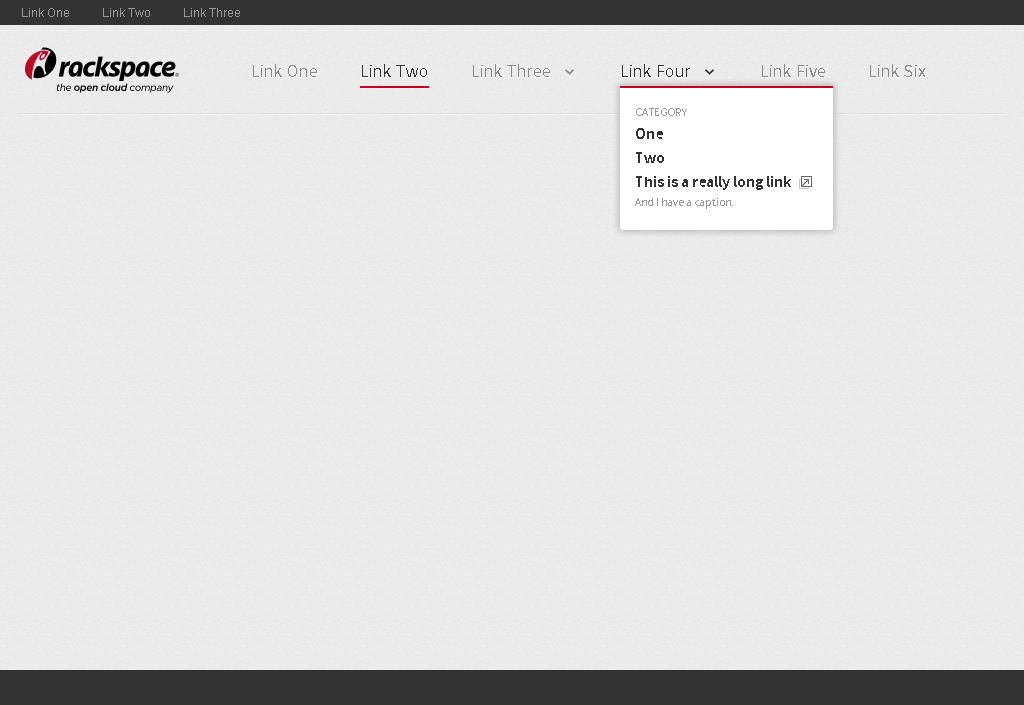 Link One Link Two Link Three
rackspace®
the open cloud company
Link One Link Two Link Three Link Four Link Five Link Six
CATEGORY
One
Two
This is a really long link
And I have a caption.